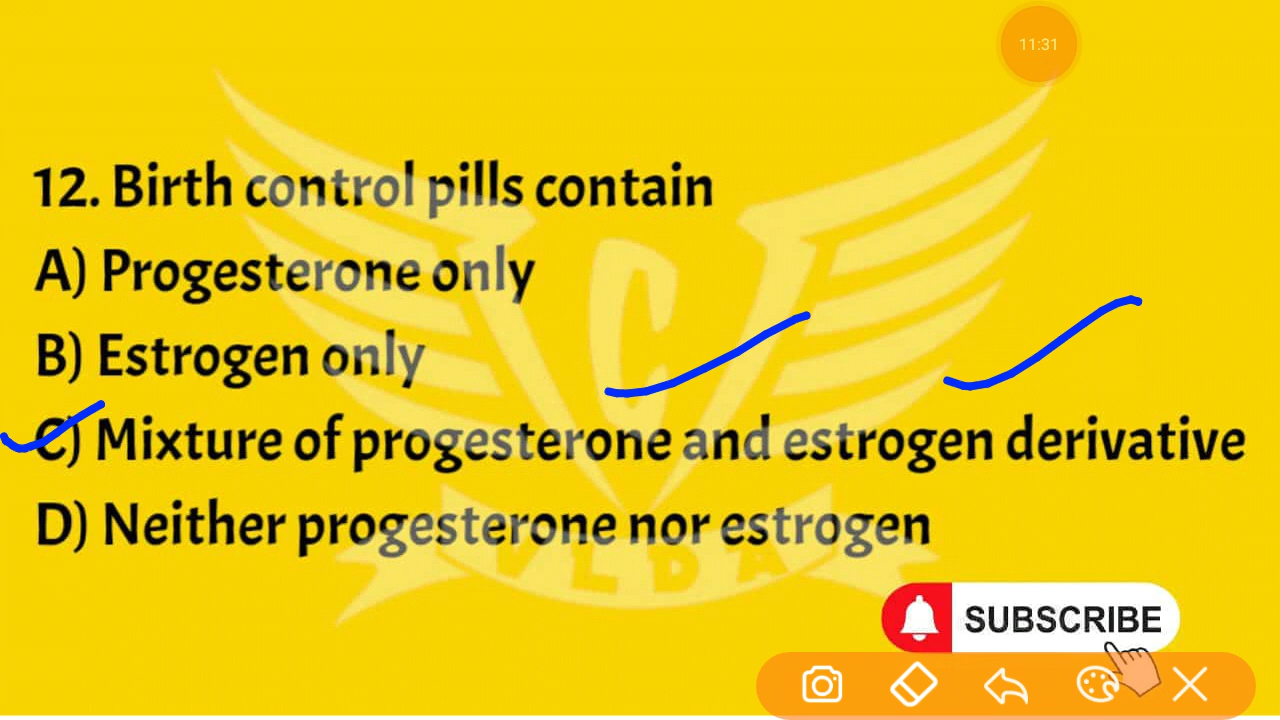 11:31
12. Birth control pills contain
A) Progesterone only
B) Estrogen only
C) Mixture of progesterone and estrogen derivative
D) Neither progesterone nor estrogen
VLDA
SUBSCRIBE